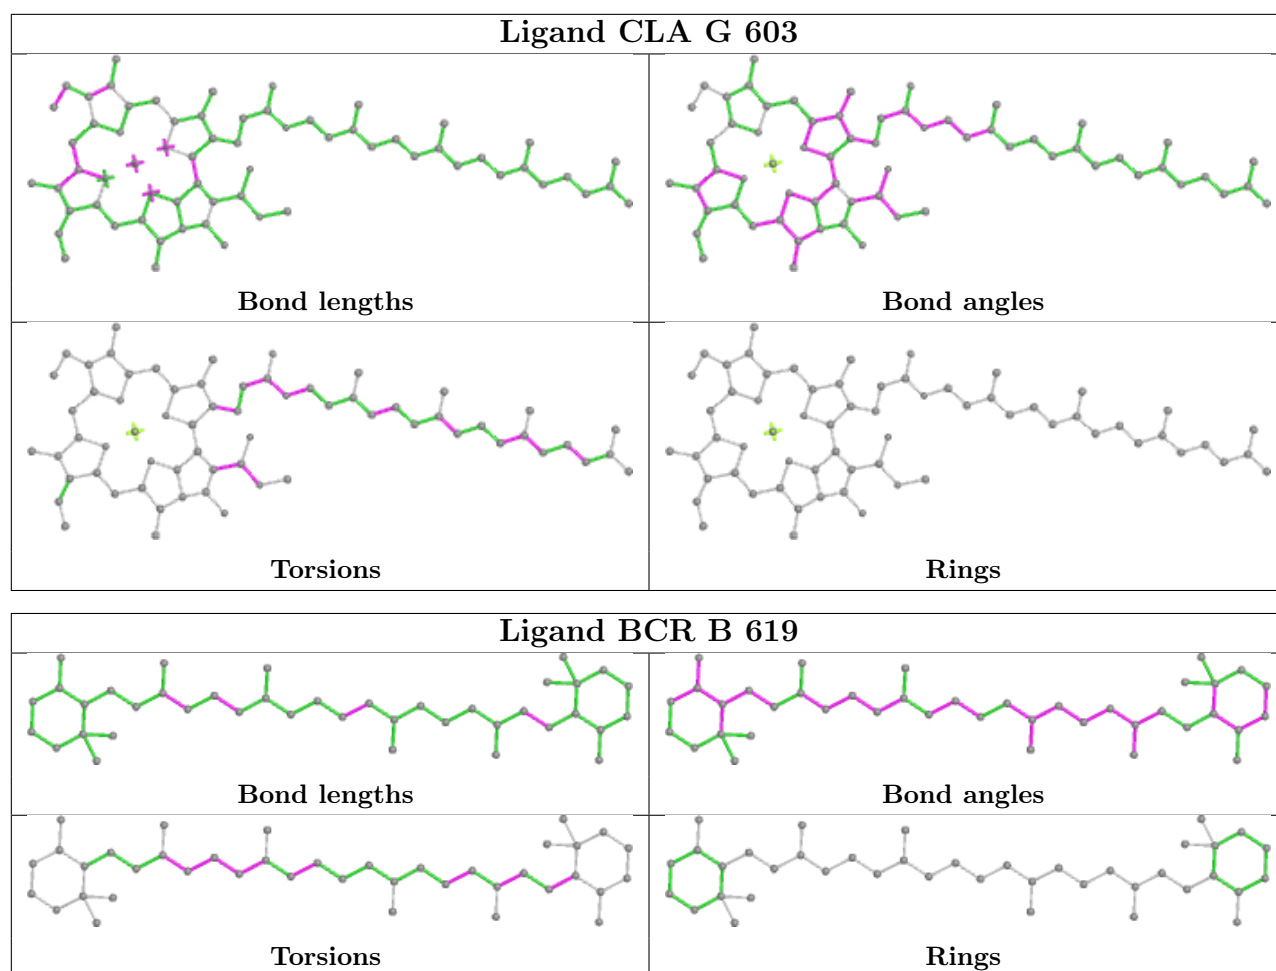 Ligand CLA G 603
Bond lengths
Bond angles
Torsions
Rings
Ligand BCR B 619
Bond lengths
Bond angles
Torsions
Rings